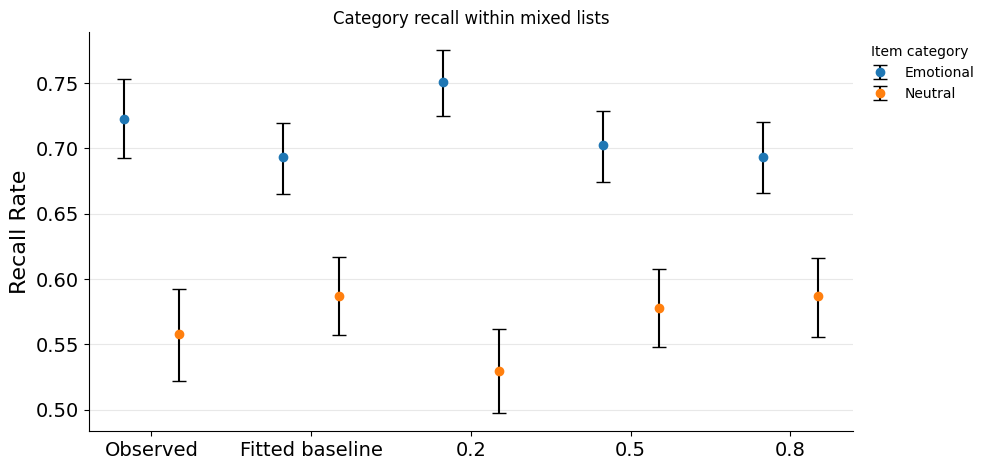 Category recall within mixed lists
Item category
Emotional
Neutral
Recall Rate
0.75
0.70
0.65
0.60
0.55
0.50
Observed
Fitted baseline
0.2
0.5
0.8